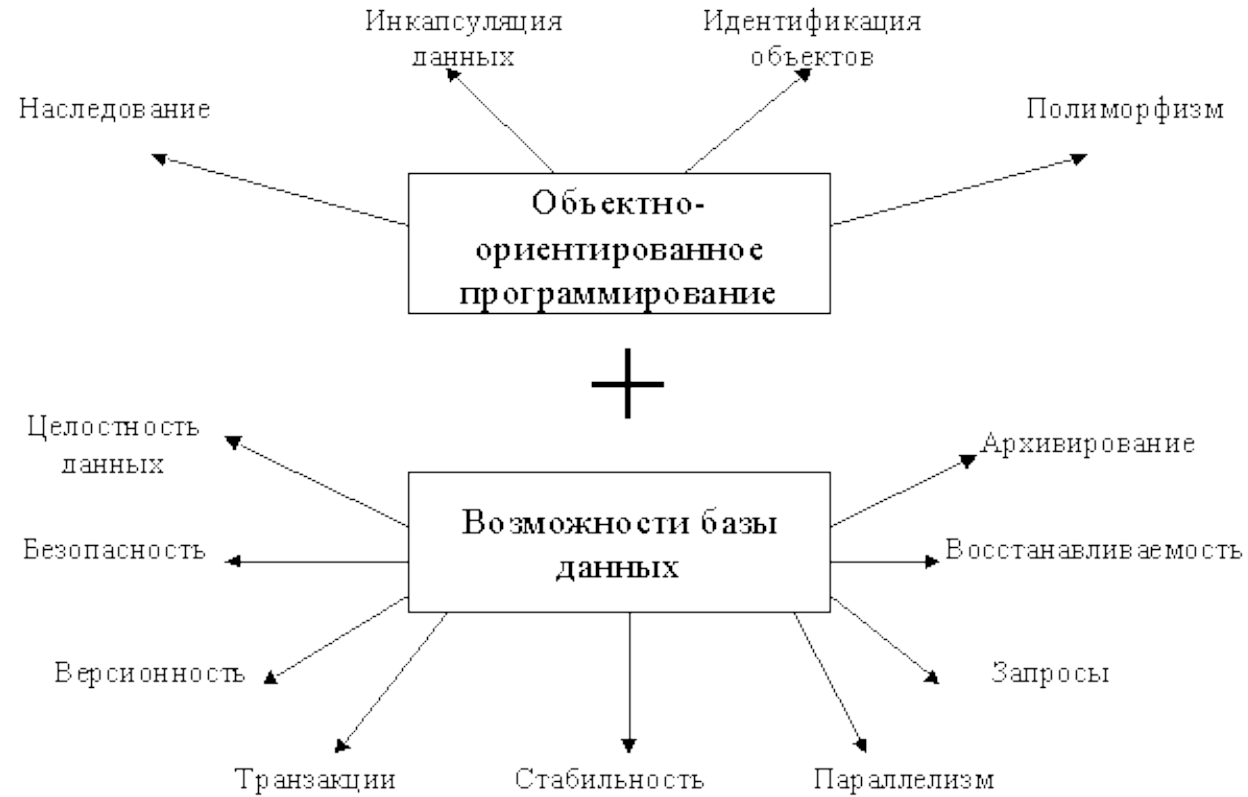 Инкапсуляция
данных
Идентификация
объектов
Наследование
Полиморфизм
Объектно-
ориентированное
программирование
+
Целостность
данных
Архивирование
Возможности базы
данных
Безопасность
Восстанавливаемость
Версионность
Запросы
Транзакции
Стабильность
Параллелизм